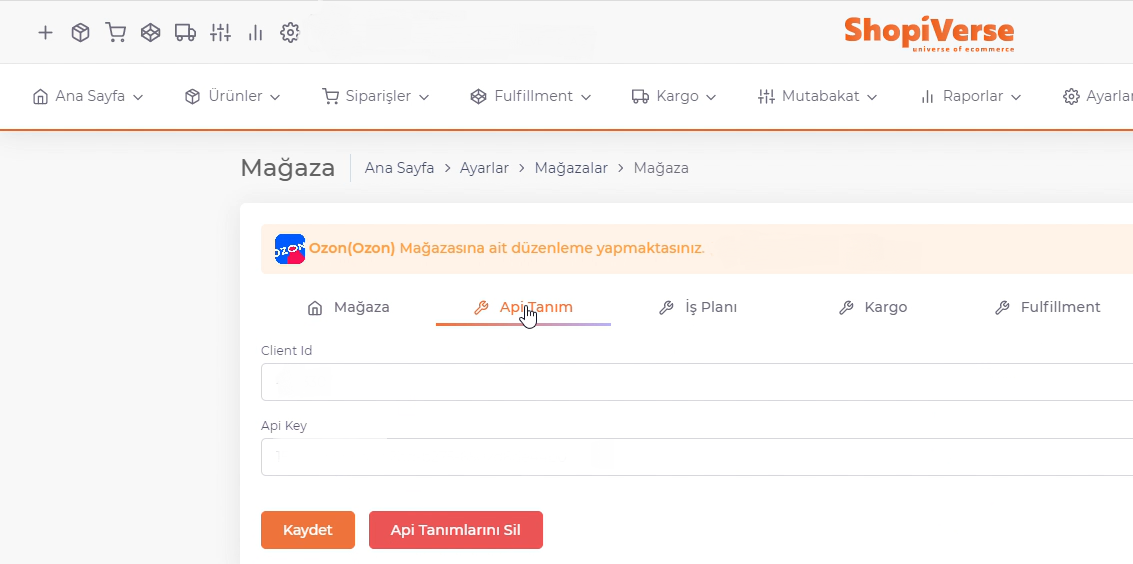 ShopiVerse
universe of ecommerce
Ana Sayfa Ürünler Siparişler Fulfillment Kargo Mutabakat Raporlar Ayarlar
Mağaza Ana Sayfa > Ayarlar > Mağazalar > Mağaza
OZON Ozon(Ozon) Mağazasına ait düzenleme yapmaktasınız.
Mağaza Api Tanım İş Planı Kargo Fulfillment
Client Id
Api Key
Kaydet Api Tanımlarını Sil